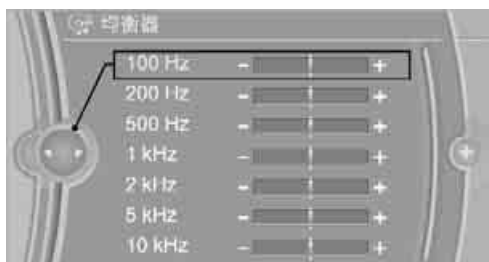 均衡器
100 Hz - +
200 Hz - +
500 Hz - +
1 kHz - +
2 kHz - +
5 kHz - +
10 kHz - +